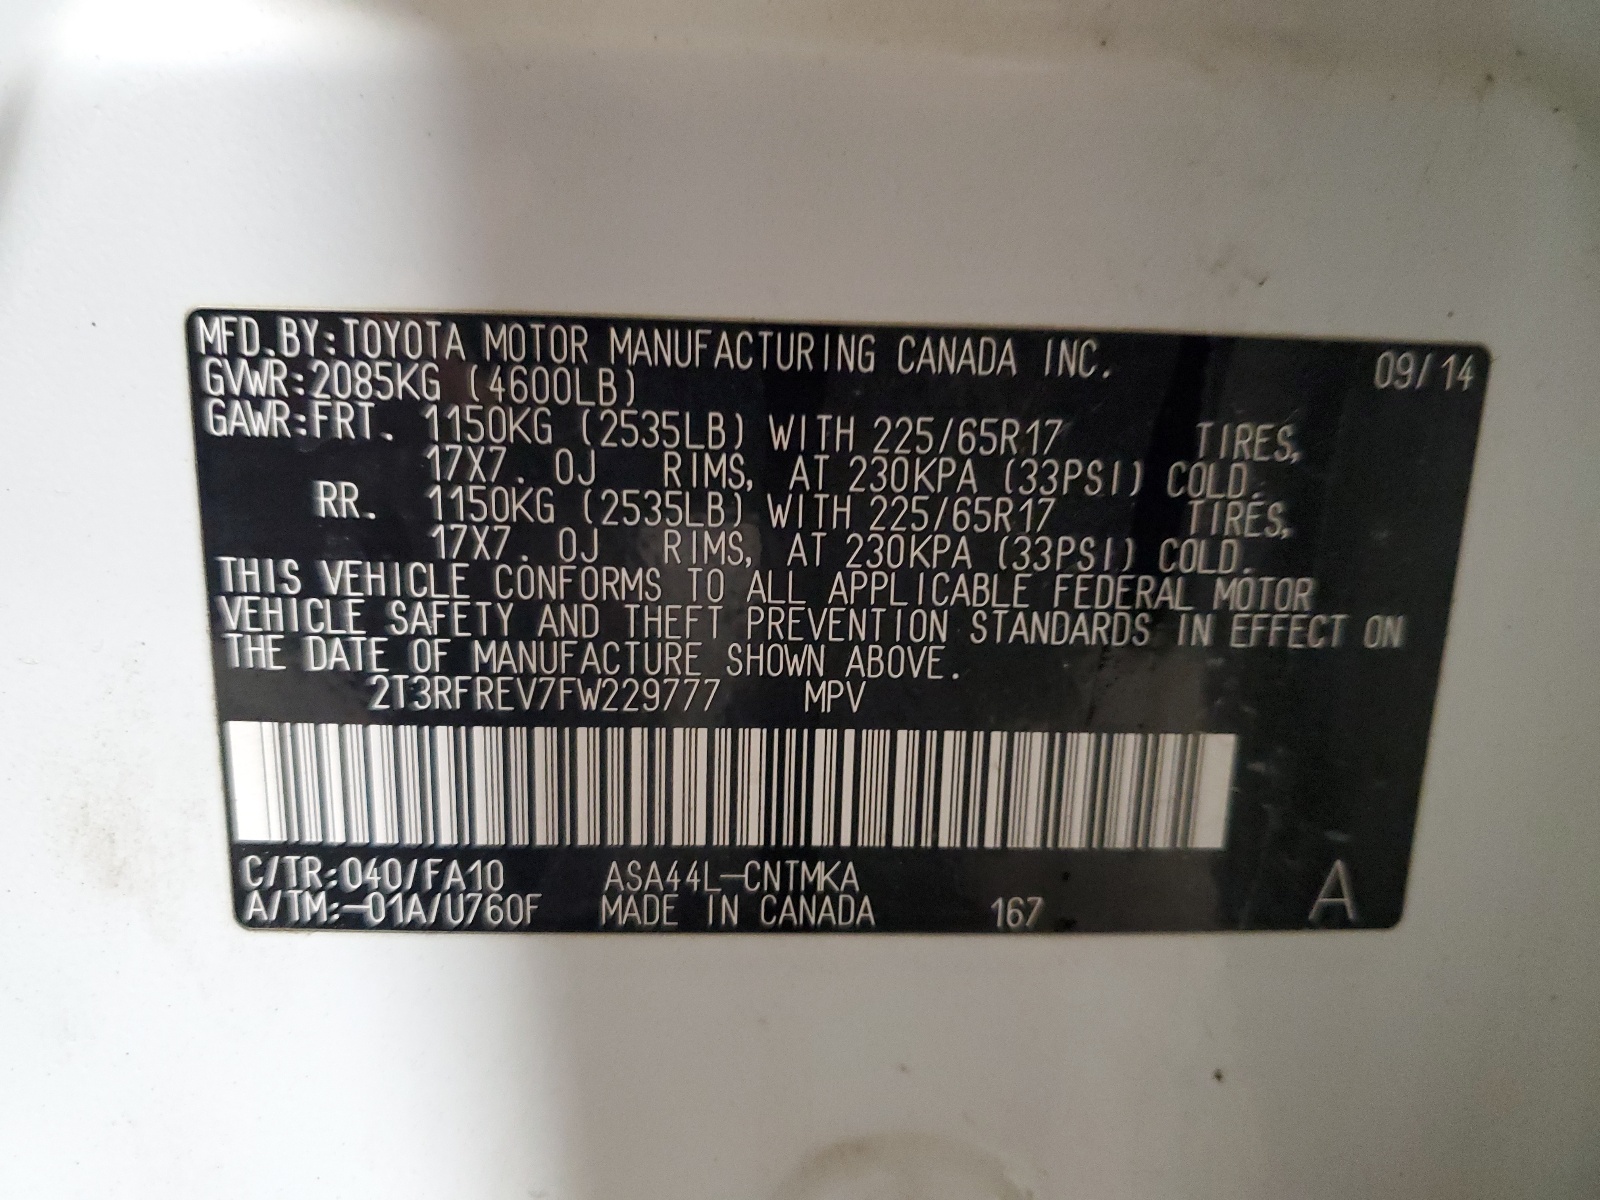 MFD.BY:TOYOTA MOTOR MANUFACTURING CANADA INC. 09/14
GVWR:2085KG (4600LB)
GAWR:FRT. 1150KG (2535LB) WITH 225/65R17 TIRES,
17X7.0J RIMS, AT 230KPA (33PSI) COLD.
RR. 1150KG (2535LB) WITH 225/65R17 TIRES,
17X7.0J RIMS, AT 230KPA (33PSI) COLD.
THIS VEHICLE CONFORMS TO ALL APPLICABLE FEDERAL MOTOR
VEHICLE SAFETY AND THEFT PREVENTION STANDARDS IN EFFECT ON
THE DATE OF MANUFACTURE SHOWN ABOVE.
2T3RFREV7FW229777 MPV
C/TR:040/FA10 ASA44L-CNTMKA
A/TM:-01A/U760F MADE IN CANADA 167 A